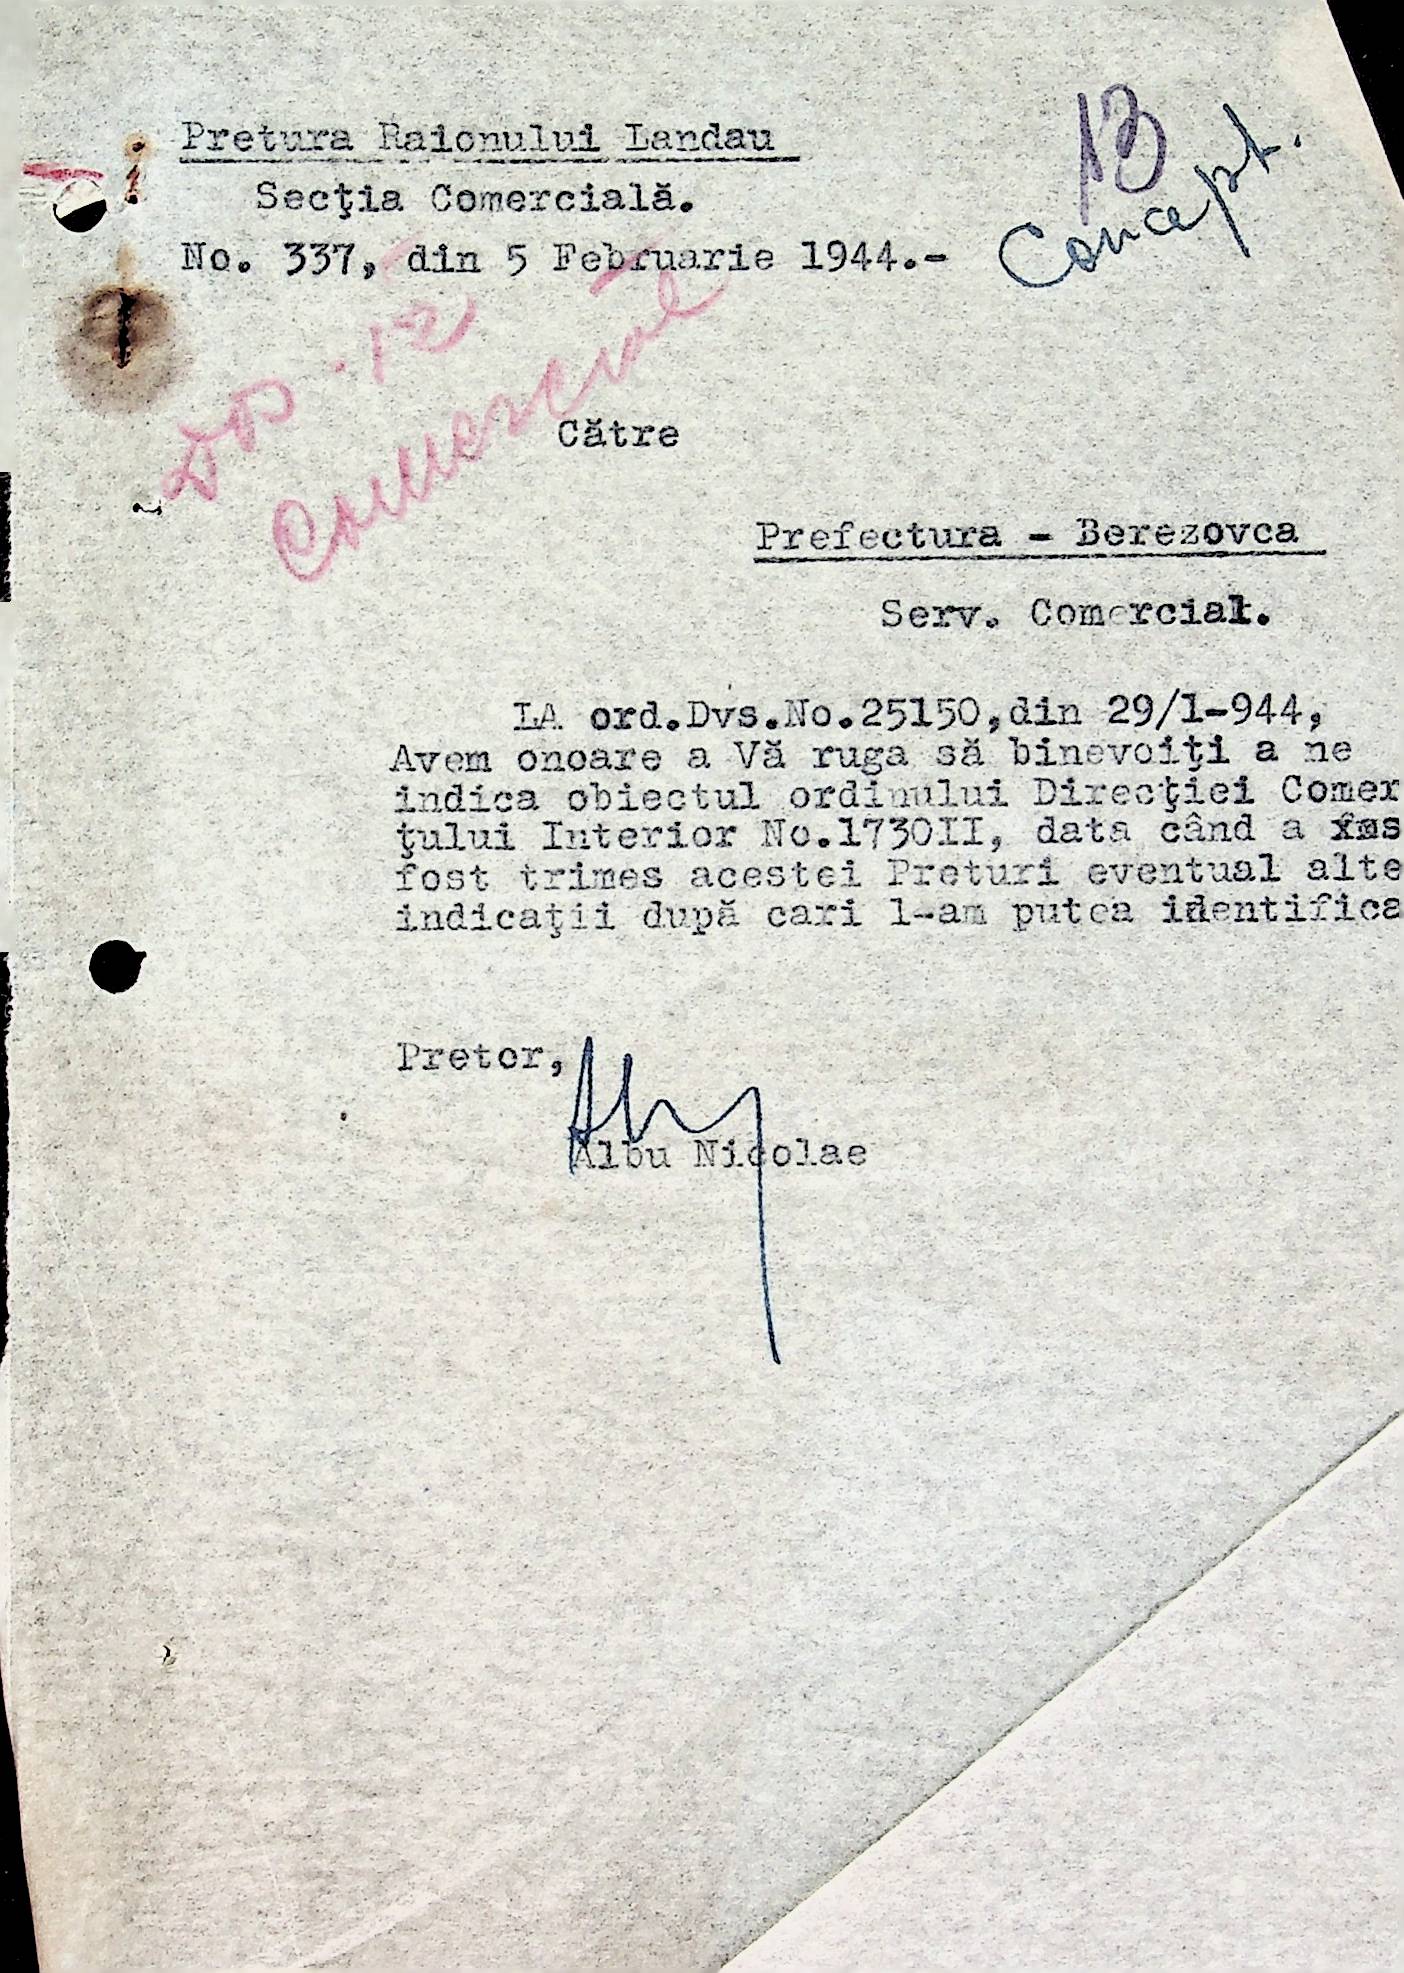 Pretura Raionului Landau
Secţia Comercială.
No. 337, din 5 Februarie 1944.-
13
Concept.
Comercial
Către
Prefectura - Berezovca
Serv. Comercial.
LA ord.Dvs.No.25150,din 29/1-944,
Avem onoare a Vă ruga să binevoiţi a ne
indica obiectul ordinului Direcţiei Comer
ţului Interior No.1730II, data când a
fost trimes acestei Preturi eventual alte
indicaţii după cari l-am putea identifica
Pretor,
Albu Nicolae